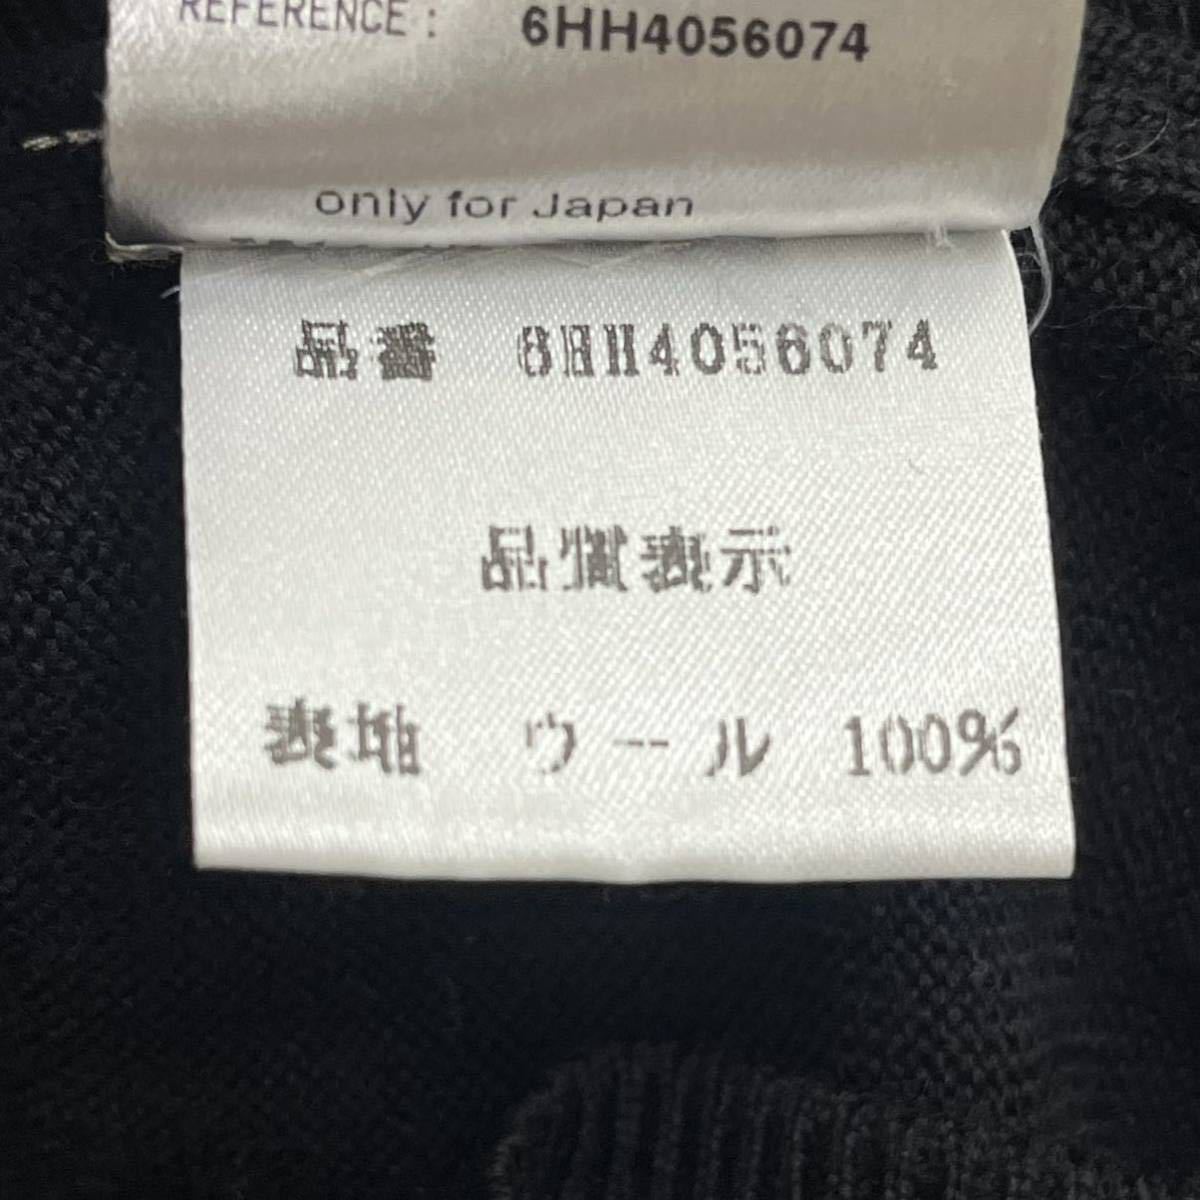 REFERENCE : 6HH4056074
only for Japan
品番 6HH4056074
品質表示
表地 ウール 100%